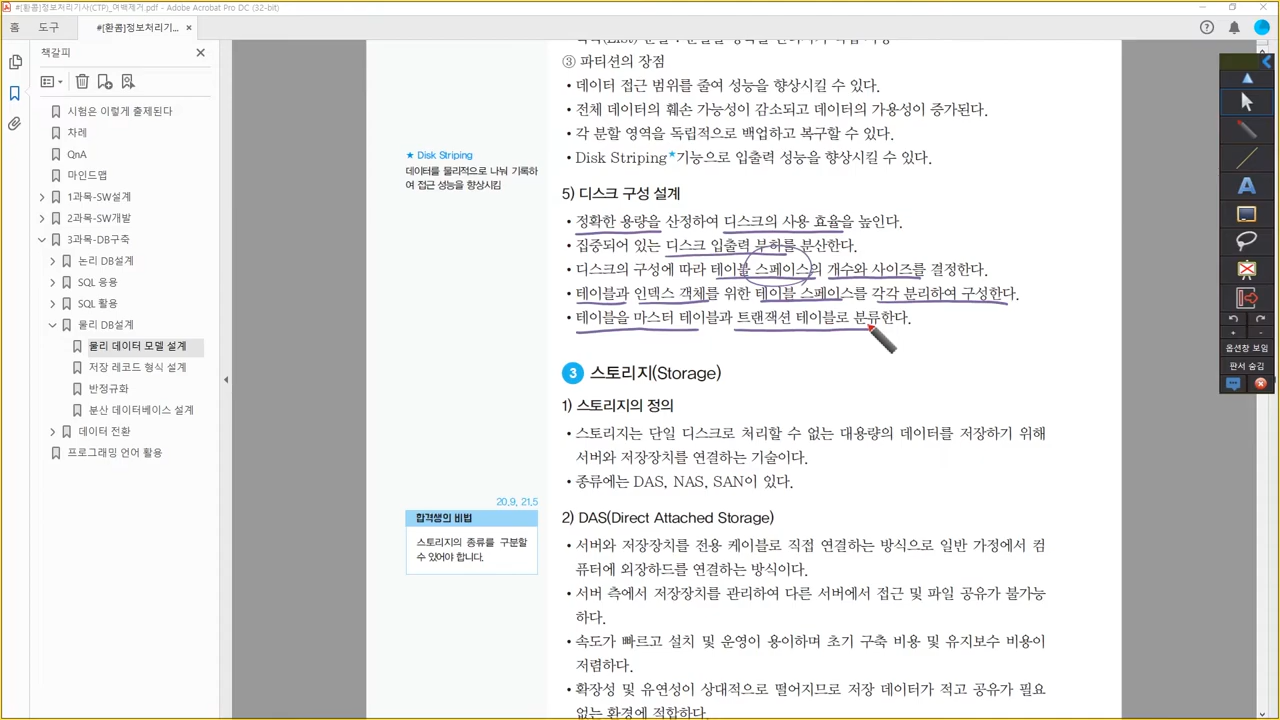 #[환콤]정보처리기사(CTP)_여백제거.pdf - Adobe Acrobat Pro DC (32-bit)
홈 도구 #[환콤]정보처리기... ×
책갈피
시험은 이렇게 출제된다
차례
QnA
마인드맵
1과목-SW설계
2과목-SW개발
3과목-DB구축
논리 DB설계
SQL 응용
SQL 활용
물리 DB설계
물리 데이터 모델 설계
저장 레코드 형식 설계
반정규화
분산 데이터베이스 설계
데이터 전환
프로그래밍 언어 활용
③ 파티션의 장점
• 데이터 접근 범위를 줄여 성능을 향상시킬 수 있다.
• 전체 데이터의 훼손 가능성이 감소되고 데이터의 가용성이 증가된다.
• 각 분할 영역을 독립적으로 백업하고 복구할 수 있다.
• Disk Striping★기능으로 입출력 성능을 향상시킬 수 있다.
★ Disk Striping
데이터를 물리적으로 나눠 기록하
여 접근 성능을 향상시킴
5) 디스크 구성 설계
• 정확한 용량을 산정하여 디스크의 사용 효율을 높인다.
• 집중되어 있는 디스크 입출력 부하를 분산한다.
• 디스크의 구성에 따라 테이블 스페이스의 개수와 사이즈를 결정한다.
• 테이블과 인덱스 객체를 위한 테이블 스페이스를 각각 분리하여 구성한다.
• 테이블을 마스터 테이블과 트랜잭션 테이블로 분류한다.
3 스토리지(Storage)
1) 스토리지의 정의
• 스토리지는 단일 디스크로 처리할 수 없는 대용량의 데이터를 저장하기 위해
서버와 저장장치를 연결하는 기술이다.
• 종류에는 DAS, NAS, SAN이 있다.
20.9, 21.5
합격생의 비법
스토리지의 종류를 구분할
수 있어야 합니다.
2) DAS(Direct Attached Storage)
• 서버와 저장장치를 전용 케이블로 직접 연결하는 방식으로 일반 가정에서 컴
퓨터에 외장하드를 연결하는 방식이다.
• 서버 측에서 저장장치를 관리하여 다른 서버에서 접근 및 파일 공유가 불가능
하다.
• 속도가 빠르고 설치 및 운영이 용이하며 초기 구축 비용 및 유지보수 비용이
저렴하다.
• 확장성 및 유연성이 상대적으로 떨어지므로 저장 데이터가 적고 공유가 필요
없는 환경에 적합하다.
옵션창 보임
판서 숨김